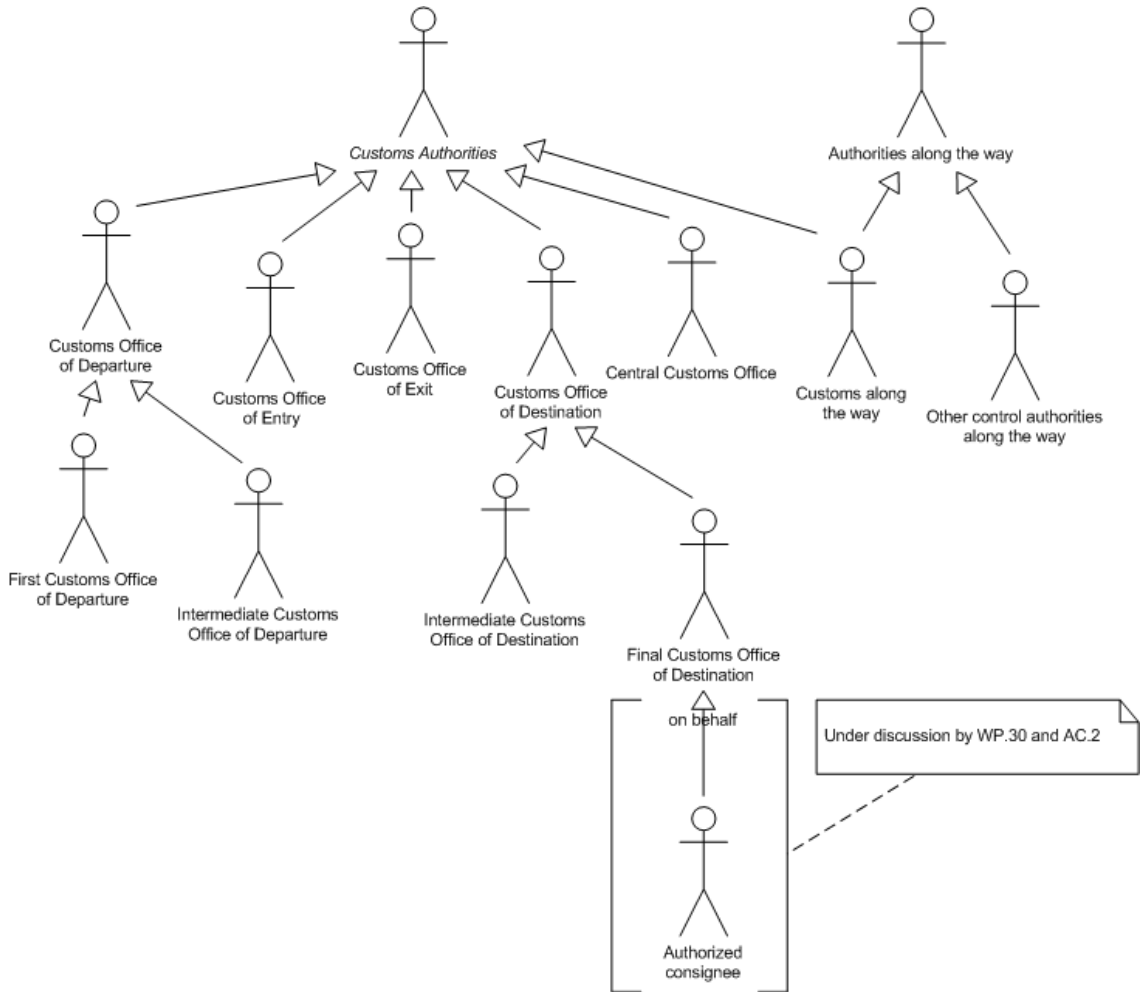 Customs Authorities
Authorities along the way
Customs Office
of Departure
Customs Office
of Entry
Customs Office
of Exit
Customs Office
of Destination
Central Customs Office
Customs along
the way
Other control authorities
along the way
First Customs Office
of Departure
Intermediate Customs
Office of Departure
Intermediate Customs
Office of Destination
Final Customs Office
of Destination
on behalf
Under discussion by WP.30 and AC.2
Authorized
consignee